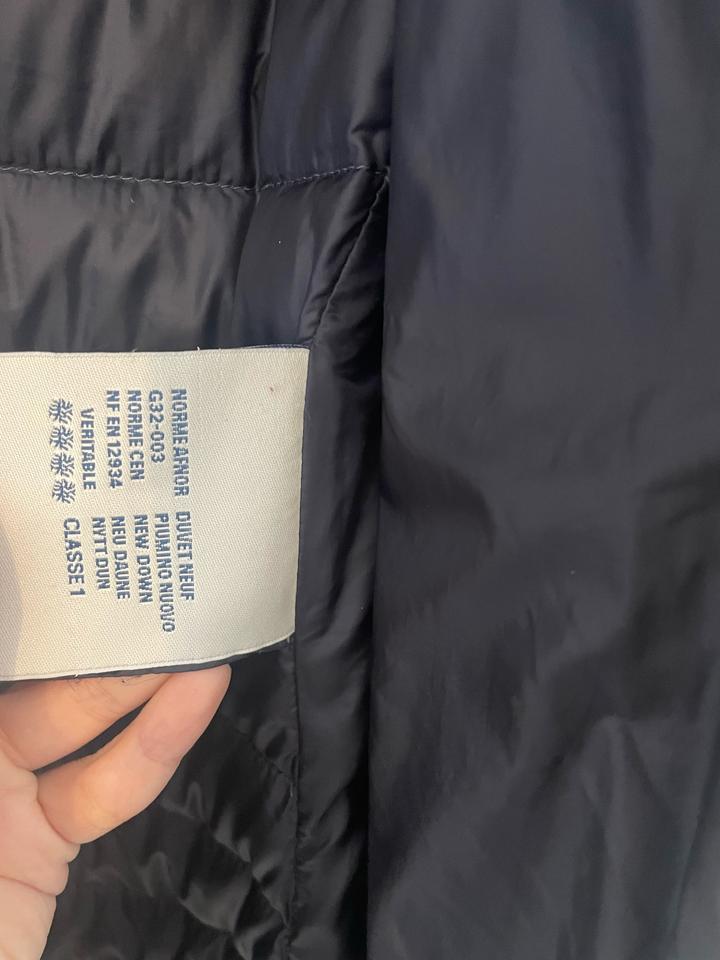 NORME AFNOR
G32-003
NORME CEN
NF EN 12934
VERITABLE
DUVET NEUF
PIUMINO NUOVO
NEW DOWN
NEU DAUNE
NYTT DUN
CLASSE 1